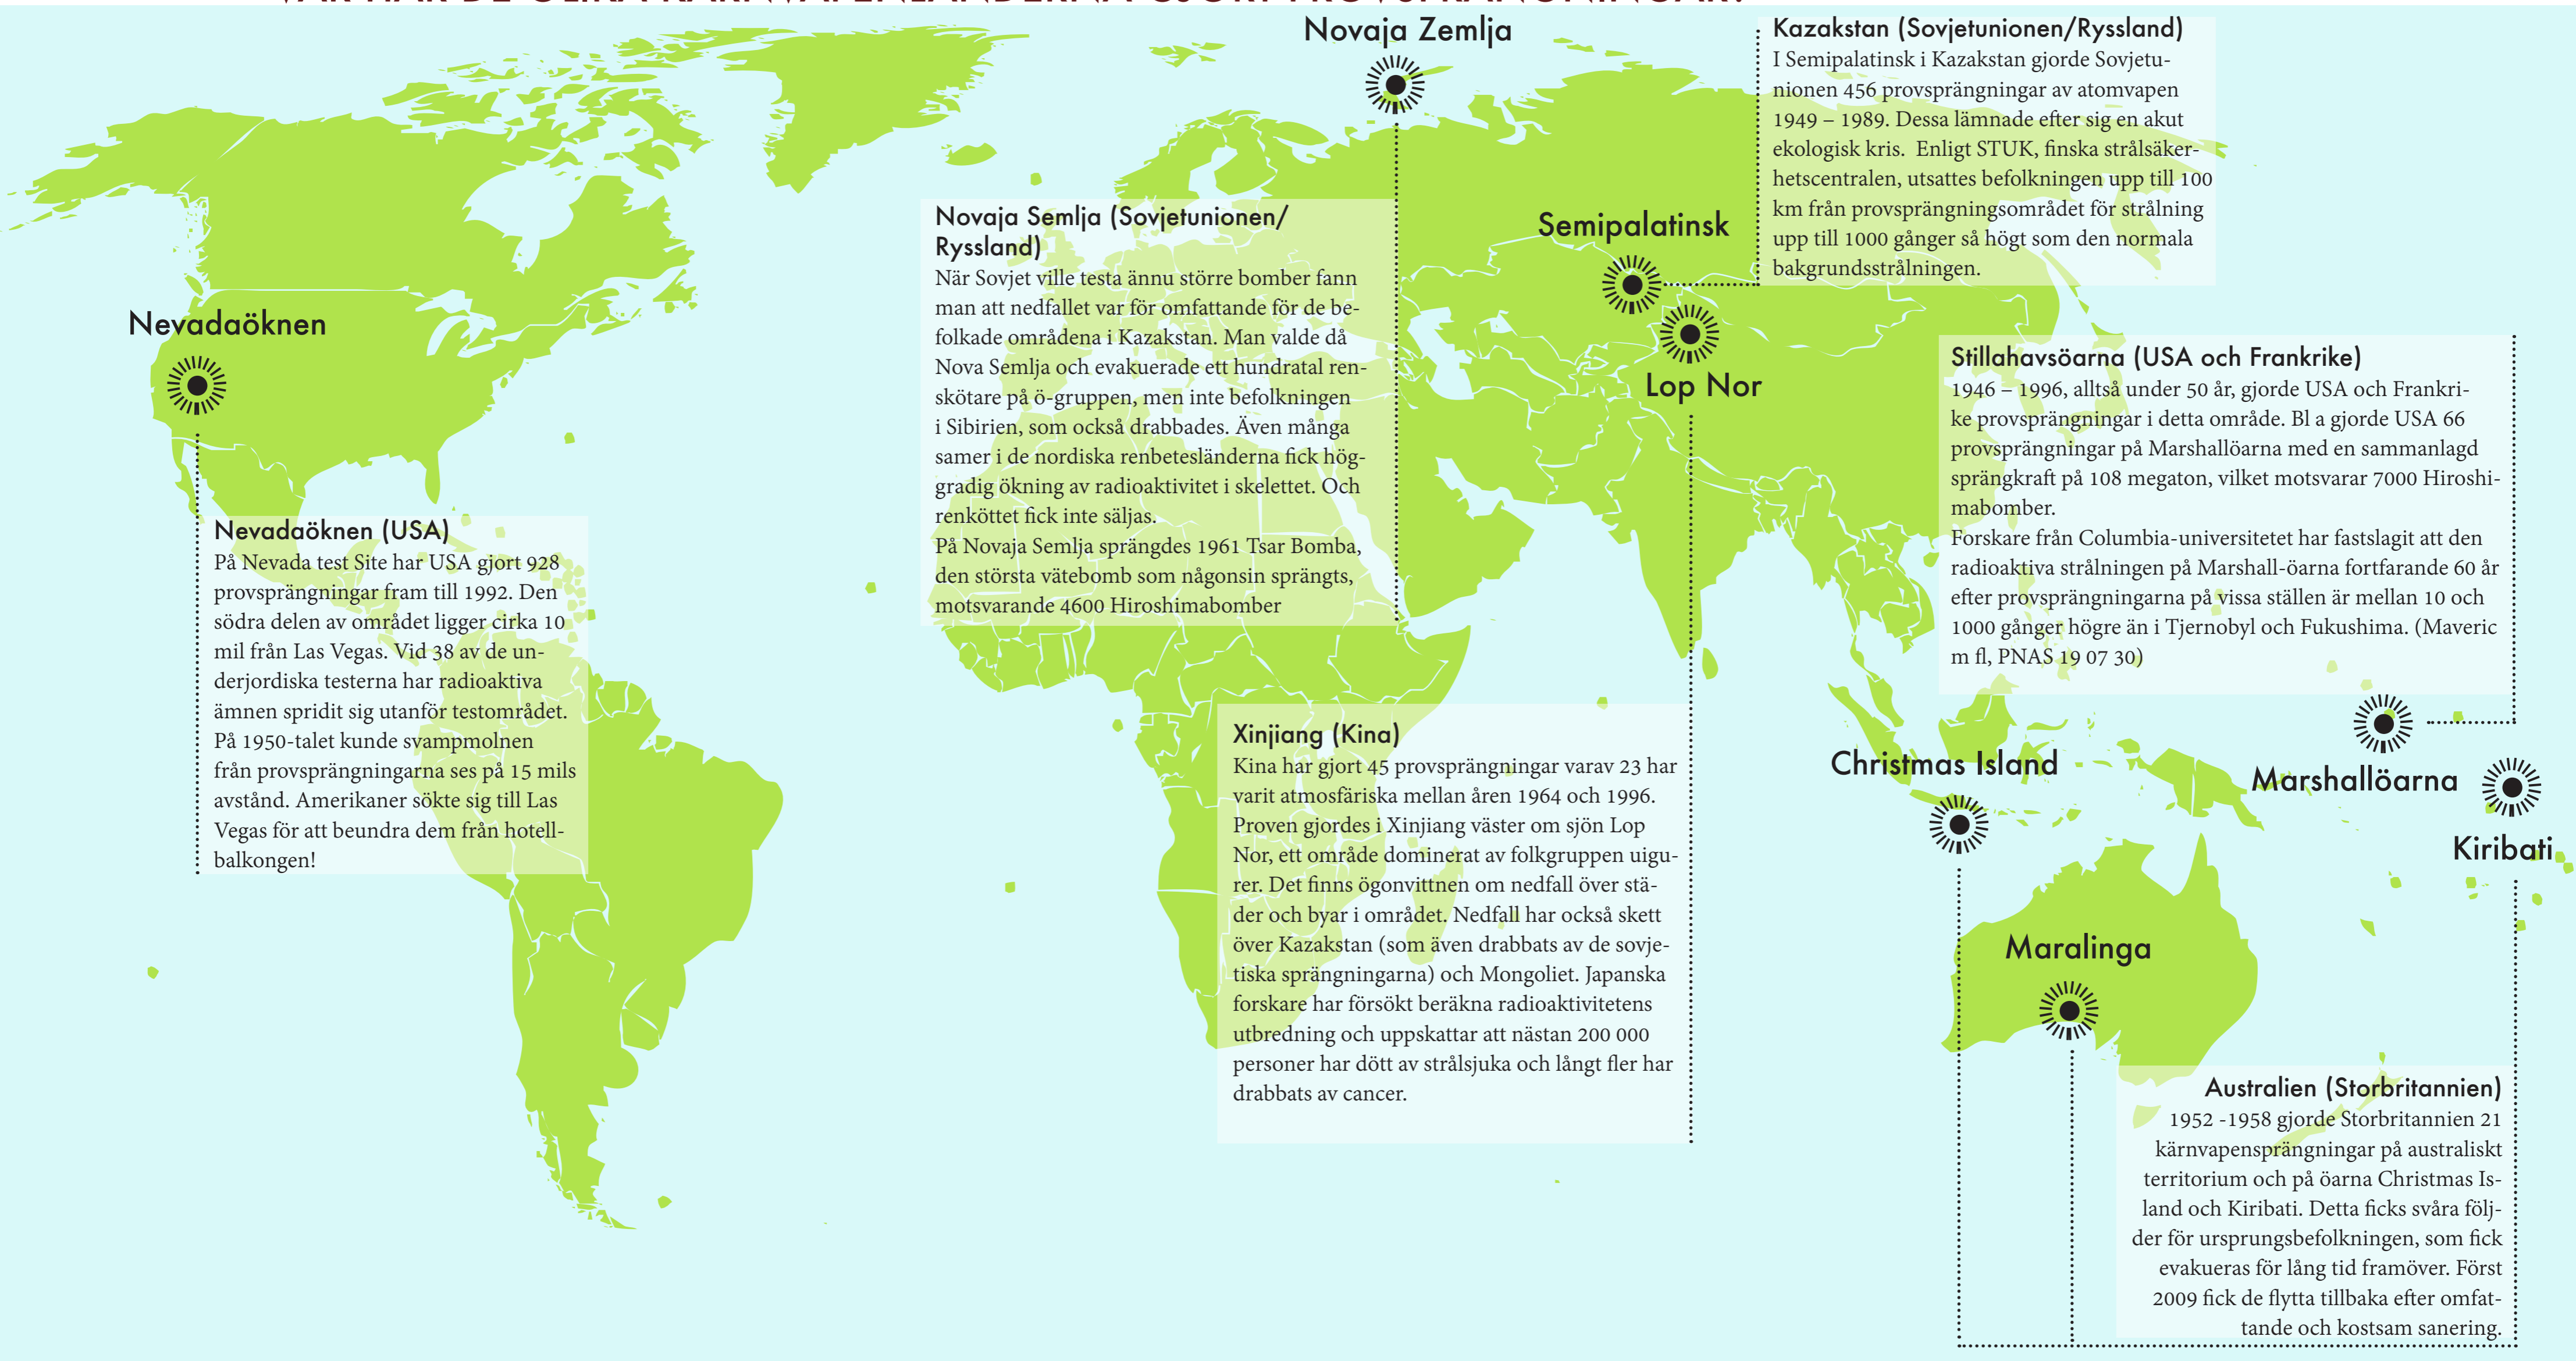 Novaja Zemlja
Kazakstan (Sovjetunionen/Ryssland)
I Semipalatinsk i Kazakstan gjorde Sovjetu-
nionen 456 provsprängningar av atomvapen
1949 – 1989. Dessa lämnade efter sig en akut
ekologisk kris.  Enligt STUK, finska strålsäker-
hetscentralen, utsattes befolkningen upp till 100
km från provsprängningsområdet för strålning
upp till 1000 gånger så högt som den normala
bakgrundsstrålningen.
Novaja Semlja (Sovjetunionen/
Ryssland)
När Sovjet ville testa ännu större bomber fann
man att nedfallet var för omfattande för de be-
folkade områdena i Kazakstan. Man valde då
Nova Semlja och evakuerade ett hundratal ren-
skötare på ö-gruppen, men inte befolkningen
i Sibirien, som också drabbades. Även många
samer i de nordiska renbetesländerna fick hög-
gradig ökning av radioaktivitet i skelettet. Och
renköttet fick inte säljas.
På Novaja Semlja sprängdes 1961 Tsar Bomba,
den största vätebomb som någonsin sprängts,
motsvarande 4600 Hiroshimabomber
Semipalatinsk
Lop Nor
Nevadaöknen
Nevadaöknen (USA)
På Nevada test Site har USA gjort 928
provsprängningar fram till 1992. Den
södra delen av området ligger cirka 10
mil från Las Vegas. Vid 38 av de un-
derjordiska testerna har radioaktiva
ämnen spridit sig utanför testområdet.
På 1950-talet kunde svampmolnen
från provsprängningarna ses på 15 mils
avstånd. Amerikaner sökte sig till Las
Vegas för att beundra dem från hotell-
balkongen!
Stillahavsöarna (USA och Frankrike)
1946 – 1996, alltså under 50 år, gjorde USA och Frankri-
ke provsprängningar i detta område. Bl a gjorde USA 66
provsprängningar på Marshallöarna med en sammanlagd
sprängkraft på 108 megaton, vilket motsvarar 7000 Hiroshi-
mabomber.
Forskare från Columbia-universitetet har fastslagit att den
radioaktiva strålningen på Marshall-öarna fortfarande 60 år
efter provsprängningarna på vissa ställen är mellan 10 och
1000 gånger högre än i Tjernobyl och Fukushima. (Maveric
m fl, PNAS 19 07 30)
Xinjiang (Kina)
Kina har gjort 45 provsprängningar varav 23 har
varit atmosfäriska mellan åren 1964 och 1996.
Proven gjordes i Xinjiang väster om sjön Lop
Nor, ett område dominerat av folkgruppen uigu-
rer. Det finns ögonvittnen om nedfall över stä-
der och byar i området. Nedfall har också skett
över Kazakstan (som även drabbats av de sovje-
tiska sprängningarna) och Mongoliet. Japanska
forskare har försökt beräkna radioaktivitetens
utbredning och uppskattar att nästan 200 000
personer har dött av strålsjuka och långt fler har
drabbats av cancer.
Christmas Island
Marshallöarna
Kiribati
Maralinga
Australien (Storbritannien)
1952 -1958 gjorde Storbritannien 21
kärnvapensprängningar på australiskt
territorium och på öarna Christmas Is-
land och Kiribati. Detta ficks svåra följ-
der för ursprungsbefolkningen, som fick
evakueras för lång tid framöver. Först
2009 fick de flytta tillbaka efter omfat-
tande och kostsam sanering.